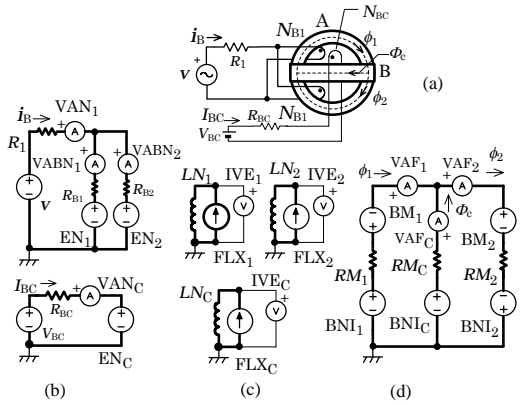 A
N_BC
i_B
N_B1
R_1
ϕ_1
Φ_c
B
V
+
(a)
ϕ_2
I_BC
R_BC
N_B1
V_BC
i_B
VAN_1
R_1
+ A
VABN_1
VABN_2
+
A
+
A
R_B1
R_B2
+
−
V
+
−
+
−
EN_1
EN_2
I_BC
VAN_C
+ A
R_BC
+
−
V_BC
+
−
EN_C
(b)
LN_1
IVE_1
LN_2
IVE_2
+
V
+
V
FLX_1
FLX_2
LN_C
IVE_C
+
V
FLX_C
(c)
ϕ_1
VAF_1
VAF_2
ϕ_2
+ A
+ A
BM_1
Φ_c
−
+
A
+
VAF_C
BM_2
−
+
RM_1
RM_C
RM_2
+
−
+
−
+
−
BNI_1
BNI_C
BNI_2
(d)